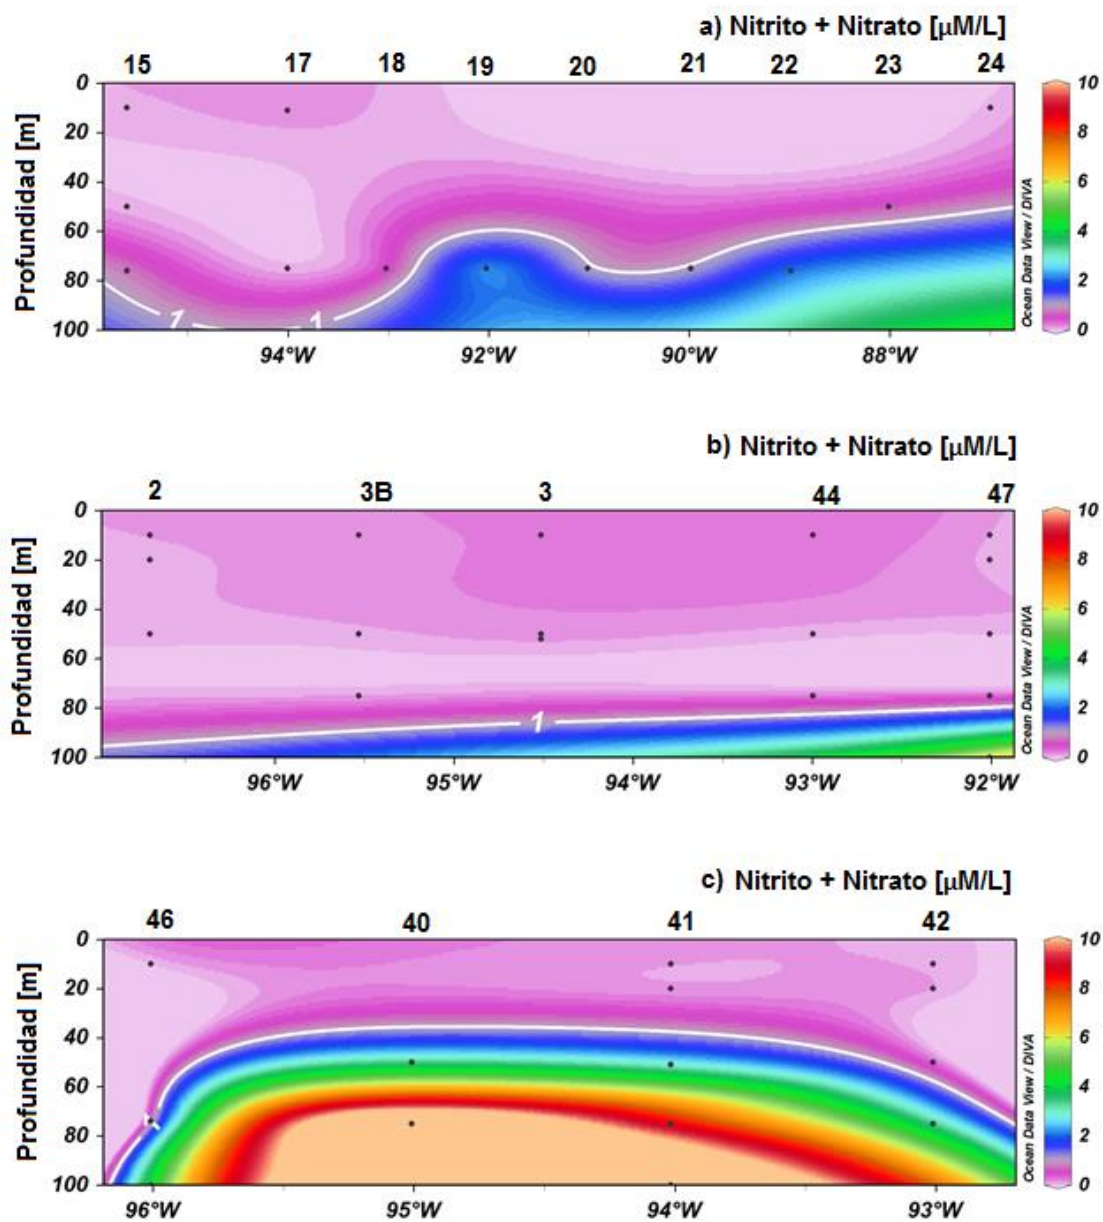 a) Nitrito + Nitrato [µM/L]
15 17 18 19 20 21 22 23 24
Profundidad [m]
0
20
40
60
80
100
1 1
94°W 92°W 90°W 88°W
Ocean Data View / DIVA
10
8
6
4
2
0
b) Nitrito + Nitrato [µM/L]
2 3B 3 44 47
Profundidad [m]
0
20
40
60
80
100
1
96°W 95°W 94°W 93°W 92°W
Ocean Data View / DIVA
10
8
6
4
2
0
c) Nitrito + Nitrato [µM/L]
46 40 41 42
Profundidad [m]
0
20
40
60
80
100
1
96°W 95°W 94°W 93°W
Ocean Data View / DIVA
10
8
6
4
2
0